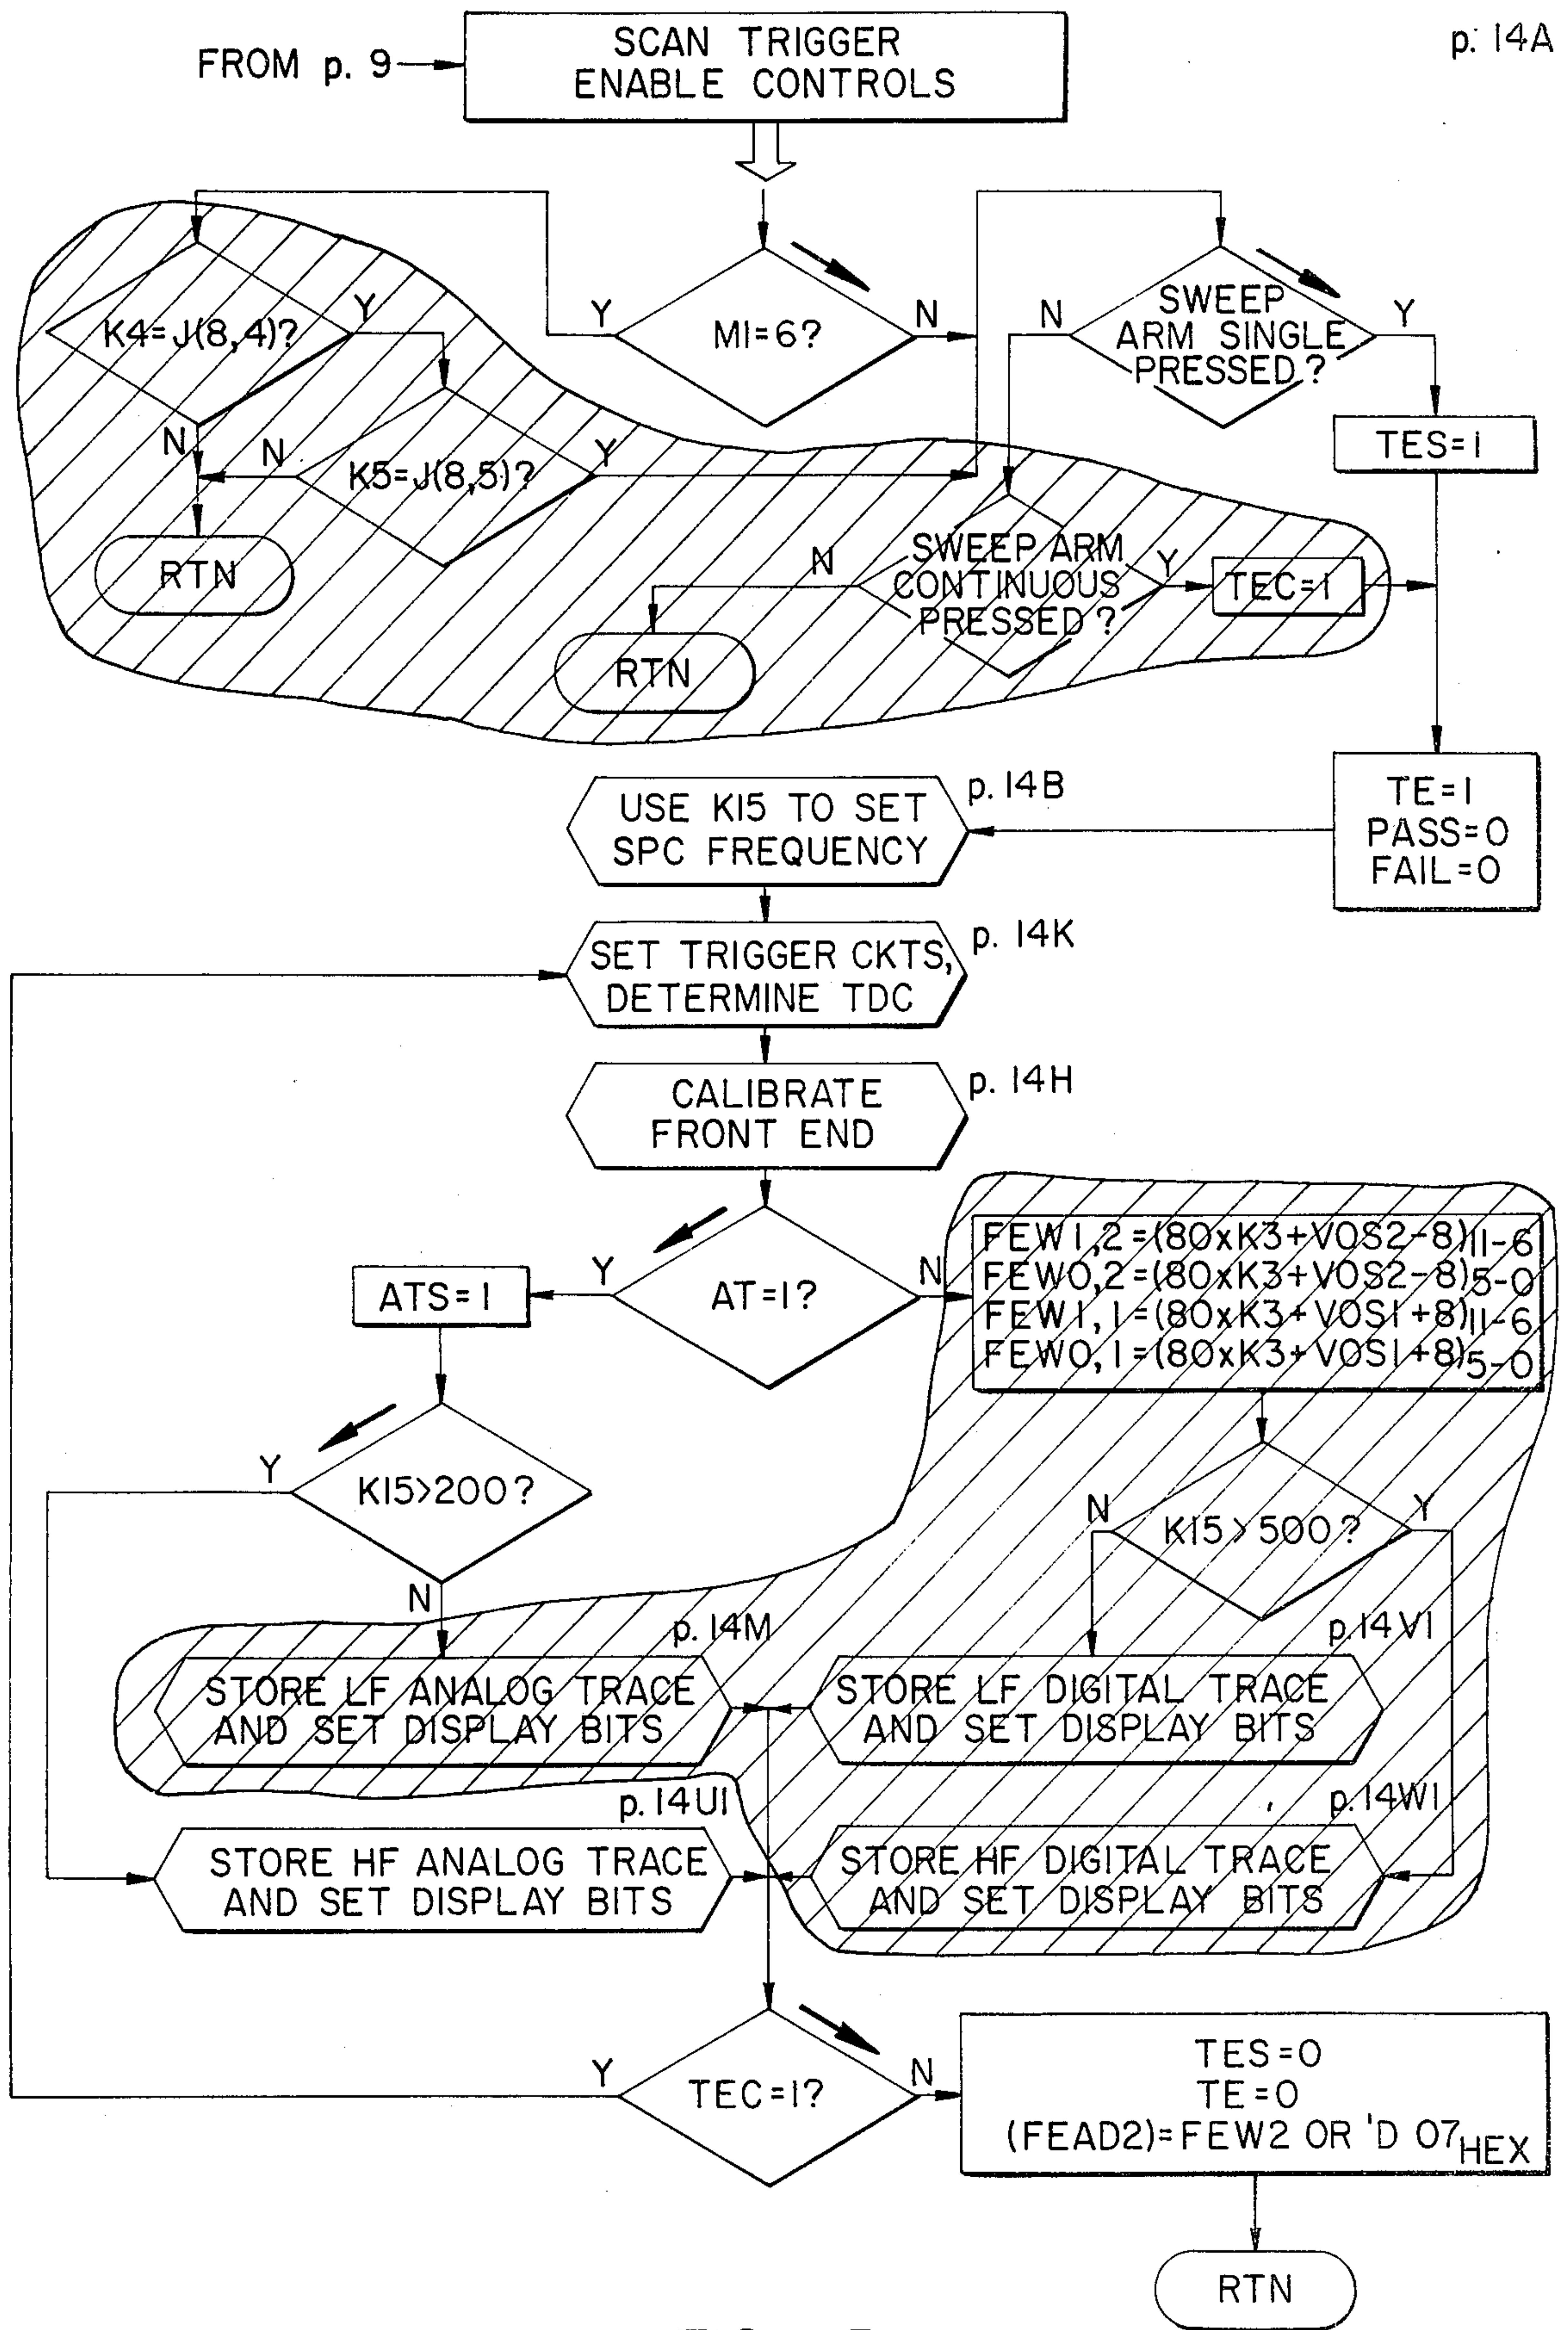 p. 14A
FROM p. 9
SCAN TRIGGER
ENABLE CONTROLS
K4=J(8,4)?
Y
N
K5=J(8,5)?
N
Y
RTN
Y
MI=6?
N
N
SWEEP
ARM SINGLE
PRESSED?
Y
TES=1
N
SWEEP ARM
CONTINUOUS
PRESSED?
Y
TEC=1
RTN
TE=1
PASS=0
FAIL=0
USE K15 TO SET
SPC FREQUENCY
p. 14B
SET TRIGGER CKTS,
DETERMINE TDC
p. 14K
CALIBRATE
FRONT END
p. 14H
Y
AT=1?
N
ATS=1
FEW1,2=(80xK3+VOS2-8)11-6
FEW0,2=(80xK3+VOS2-8)5-0
FEW1,1=(80xK3+VOS1+8)11-6
FEW0,1=(80xK3+VOS1+8)5-0
Y
K15>200?
N
N
K15>500?
Y
p. 14M
STORE LF ANALOG TRACE
AND SET DISPLAY BITS
p. 14V1
STORE LF DIGITAL TRACE
AND SET DISPLAY BITS
p. 14U1
STORE HF ANALOG TRACE
AND SET DISPLAY BITS
p. 14W1
STORE HF DIGITAL TRACE
AND SET DISPLAY BITS
Y
TEC=1?
N
TES=0
TE=0
(FEAD2)=FEW2 OR 'D 07HEX
RTN